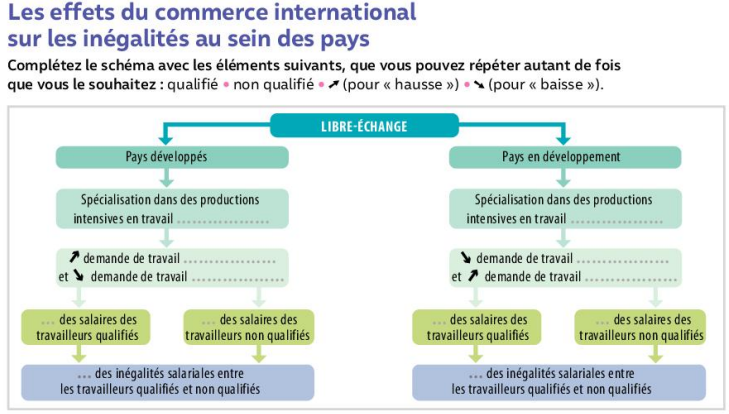 Les effets du commerce international
sur les inégalités au sein des pays
Complétez le schéma avec les éléments suivants, que vous pouvez répéter autant de fois
que vous le souhaitez : qualifié • non qualifié • ↗ (pour « hausse ») • ↘ (pour « baisse »).
LIBRE-ÉCHANGE
Pays développés
Pays en développement
Spécialisation dans des productions
intensives en travail ...................
Spécialisation dans des productions
intensives en travail ...................
↗ demande de travail ...................
et ↘ demande de travail ...................
↘ demande de travail ...................
et ↗ demande de travail ...................
... des salaires des
travailleurs qualifiés
... des salaires des
travailleurs non qualifiés
... des salaires des
travailleurs qualifiés
... des salaires des
travailleurs non qualifiés
... des inégalités salariales entre
les travailleurs qualifiés et non qualifiés
... des inégalités salariales entre
les travailleurs qualifiés et non qualifiés